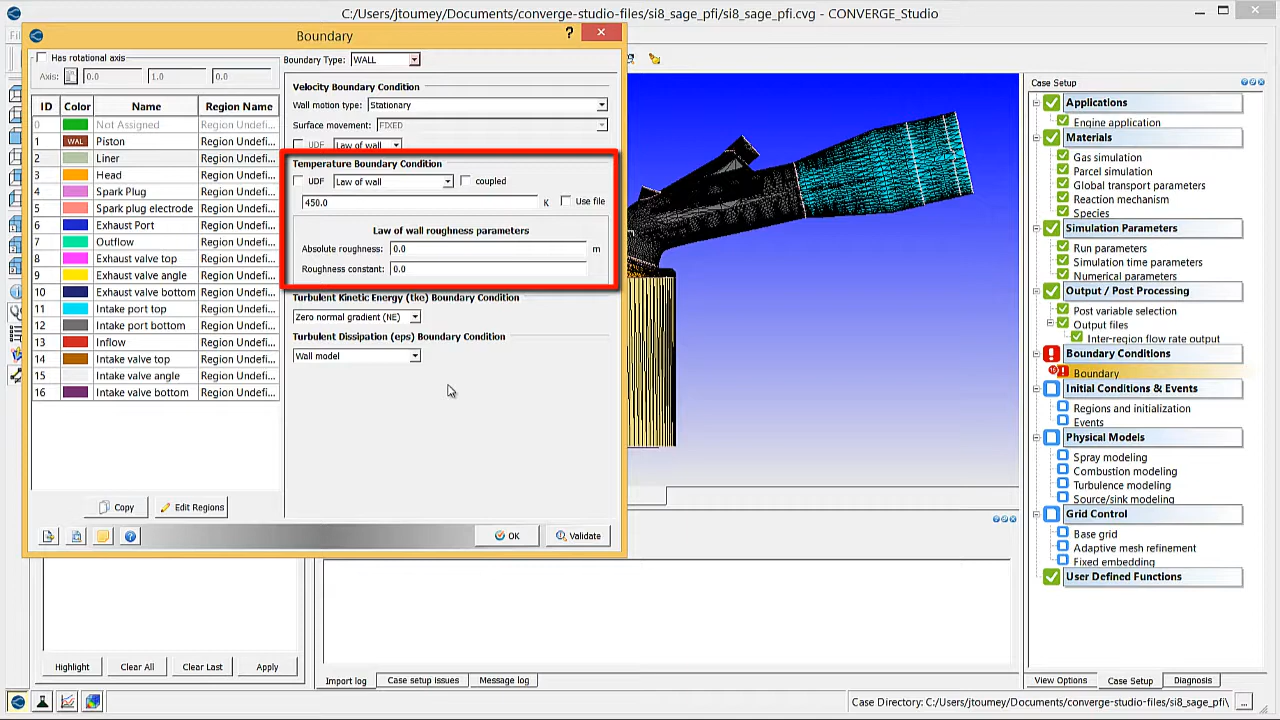 C:/Users/jtoumey/Documents/converge-studio-files/si8_sage_pfi/si8_sage_pfi.cvg - CONVERGE_Studio
Boundary
?
Has rotational axis
Axis: 0.0 1.0 0.0
Boundary Type: WALL
ID Color Name Region Name
0 Not Assigned Region Undefi...
1 WAL Piston Region Undefi...
2 Liner Region Undefi...
3 Head Region Undefi...
4 Spark Plug Region Undefi...
5 Spark plug electrode Region Undefi...
6 Exhaust Port Region Undefi...
7 Outflow Region Undefi...
8 Exhaust valve top Region Undefi...
9 Exhaust valve angle Region Undefi...
10 Exhaust valve bottom Region Undefi...
11 Intake port top Region Undefi...
12 Intake port bottom Region Undefi...
13 Inflow Region Undefi...
14 Intake valve top Region Undefi...
15 Intake valve angle Region Undefi...
16 Intake valve bottom Region Undefi...
Copy
Edit Regions
Velocity Boundary Condition
Wall motion type: Stationary
Surface movement: FIXED
UDF Law of wall
Temperature Boundary Condition
UDF Law of wall coupled
450.0 K Use file
Law of wall roughness parameters
Absolute roughness: 0.0 m
Roughness constant: 0.0
Turbulent Kinetic Energy (tke) Boundary Condition
Zero normal gradient (NE)
Turbulent Dissipation (eps) Boundary Condition
Wall model
OK
Validate
Highlight
Clear All
Clear Last
Apply
Import log
Case setup issues
Message log
Case Setup
Applications
Engine application
Materials
Gas simulation
Parcel simulation
Global transport parameters
Reaction mechanism
Species
Simulation Parameters
Run parameters
Simulation time parameters
Numerical parameters
Output / Post Processing
Post variable selection
Output files
Inter-region flow rate output
Boundary Conditions
Boundary
Initial Conditions & Events
Regions and initialization
Events
Physical Models
Spray modeling
Combustion modeling
Turbulence modeling
Source/sink modeling
Grid Control
Base grid
Adaptive mesh refinement
Fixed embedding
User Defined Functions
View Options
Case Setup
Diagnosis
Case Directory: C:/Users/jtoumey/Documents/converge-studio-files/si8_sage_pfi\
...